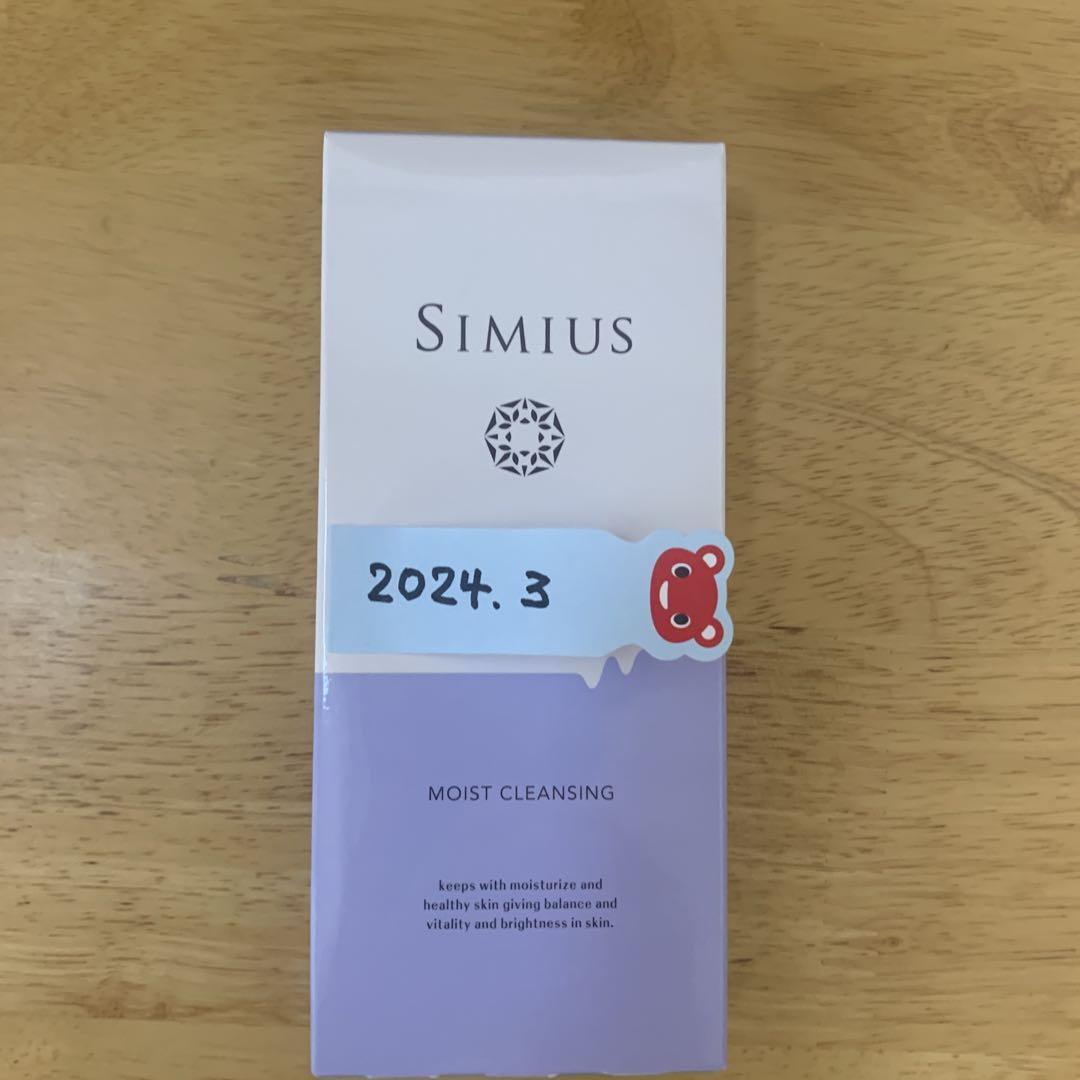 SIMIUS
2024.3
MOIST CLEANSING
keeps with moisturize and
healthy skin giving balance and
vitality and brightness in skin.